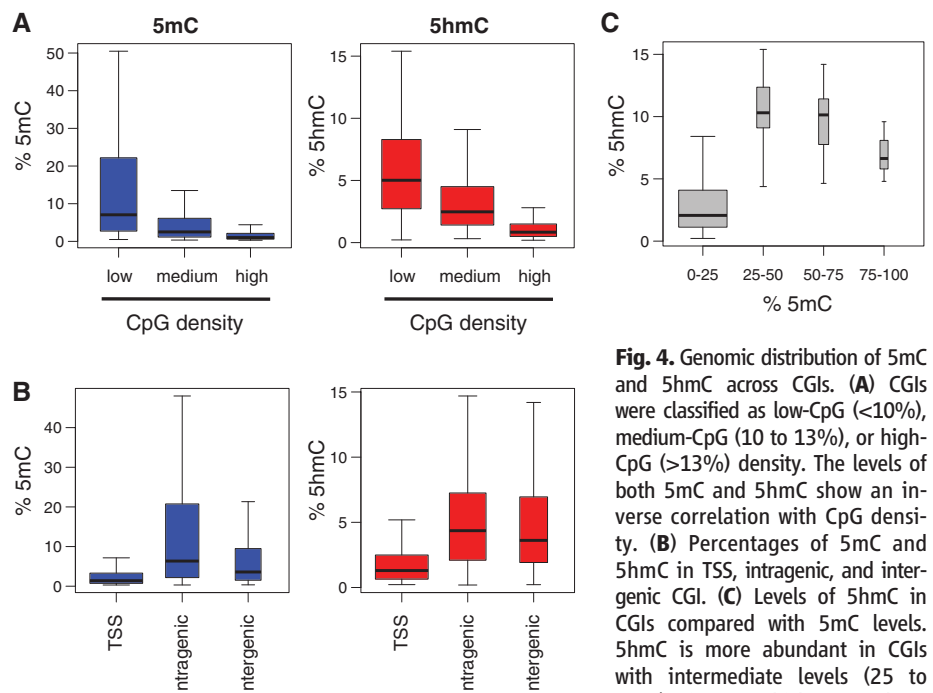 A
5mC
% 5mC
50
40
30
20
10
0
low medium high
CpG density
5hmC
% 5hmC
15
10
5
0
low medium high
CpG density
C
% 5hmC
15
10
5
0
0-25 25-50 50-75 75-100
% 5mC
B
% 5mC
40
30
20
10
0
TSS
ntragenic
ntergenic
% 5hmC
15
10
5
0
TSS
ntragenic
ntergenic
Fig. 4. Genomic distribution of 5mC
and 5hmC across CGIs. (A) CGIs
were classified as low-CpG (<10%),
medium-CpG (10 to 13%), or high-
CpG (>13%) density. The levels of
both 5mC and 5hmC show an in-
verse correlation with CpG densi-
ty. (B) Percentages of 5mC and
5hmC in TSS, intragenic, and inter-
genic CGI. (C) Levels of 5hmC in
CGIs compared with 5mC levels.
5hmC is more abundant in CGIs
with intermediate levels (25 to